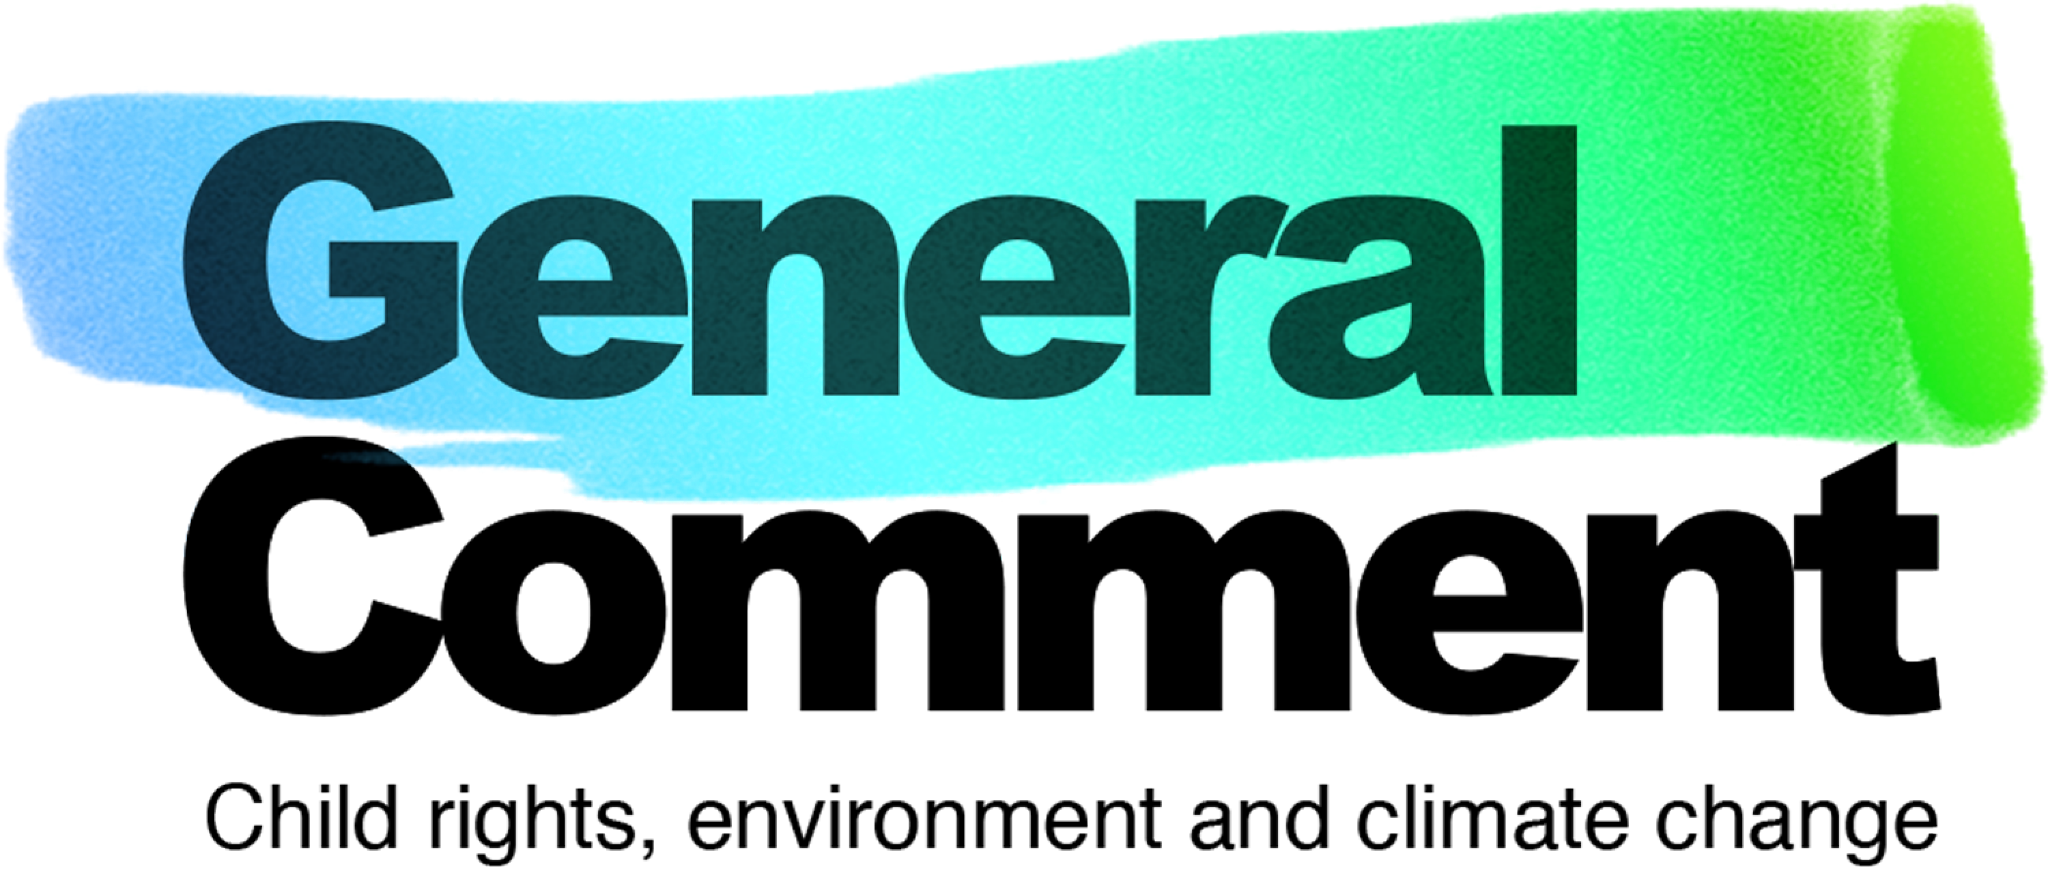 General
Comment
Child rights, environment and climate change